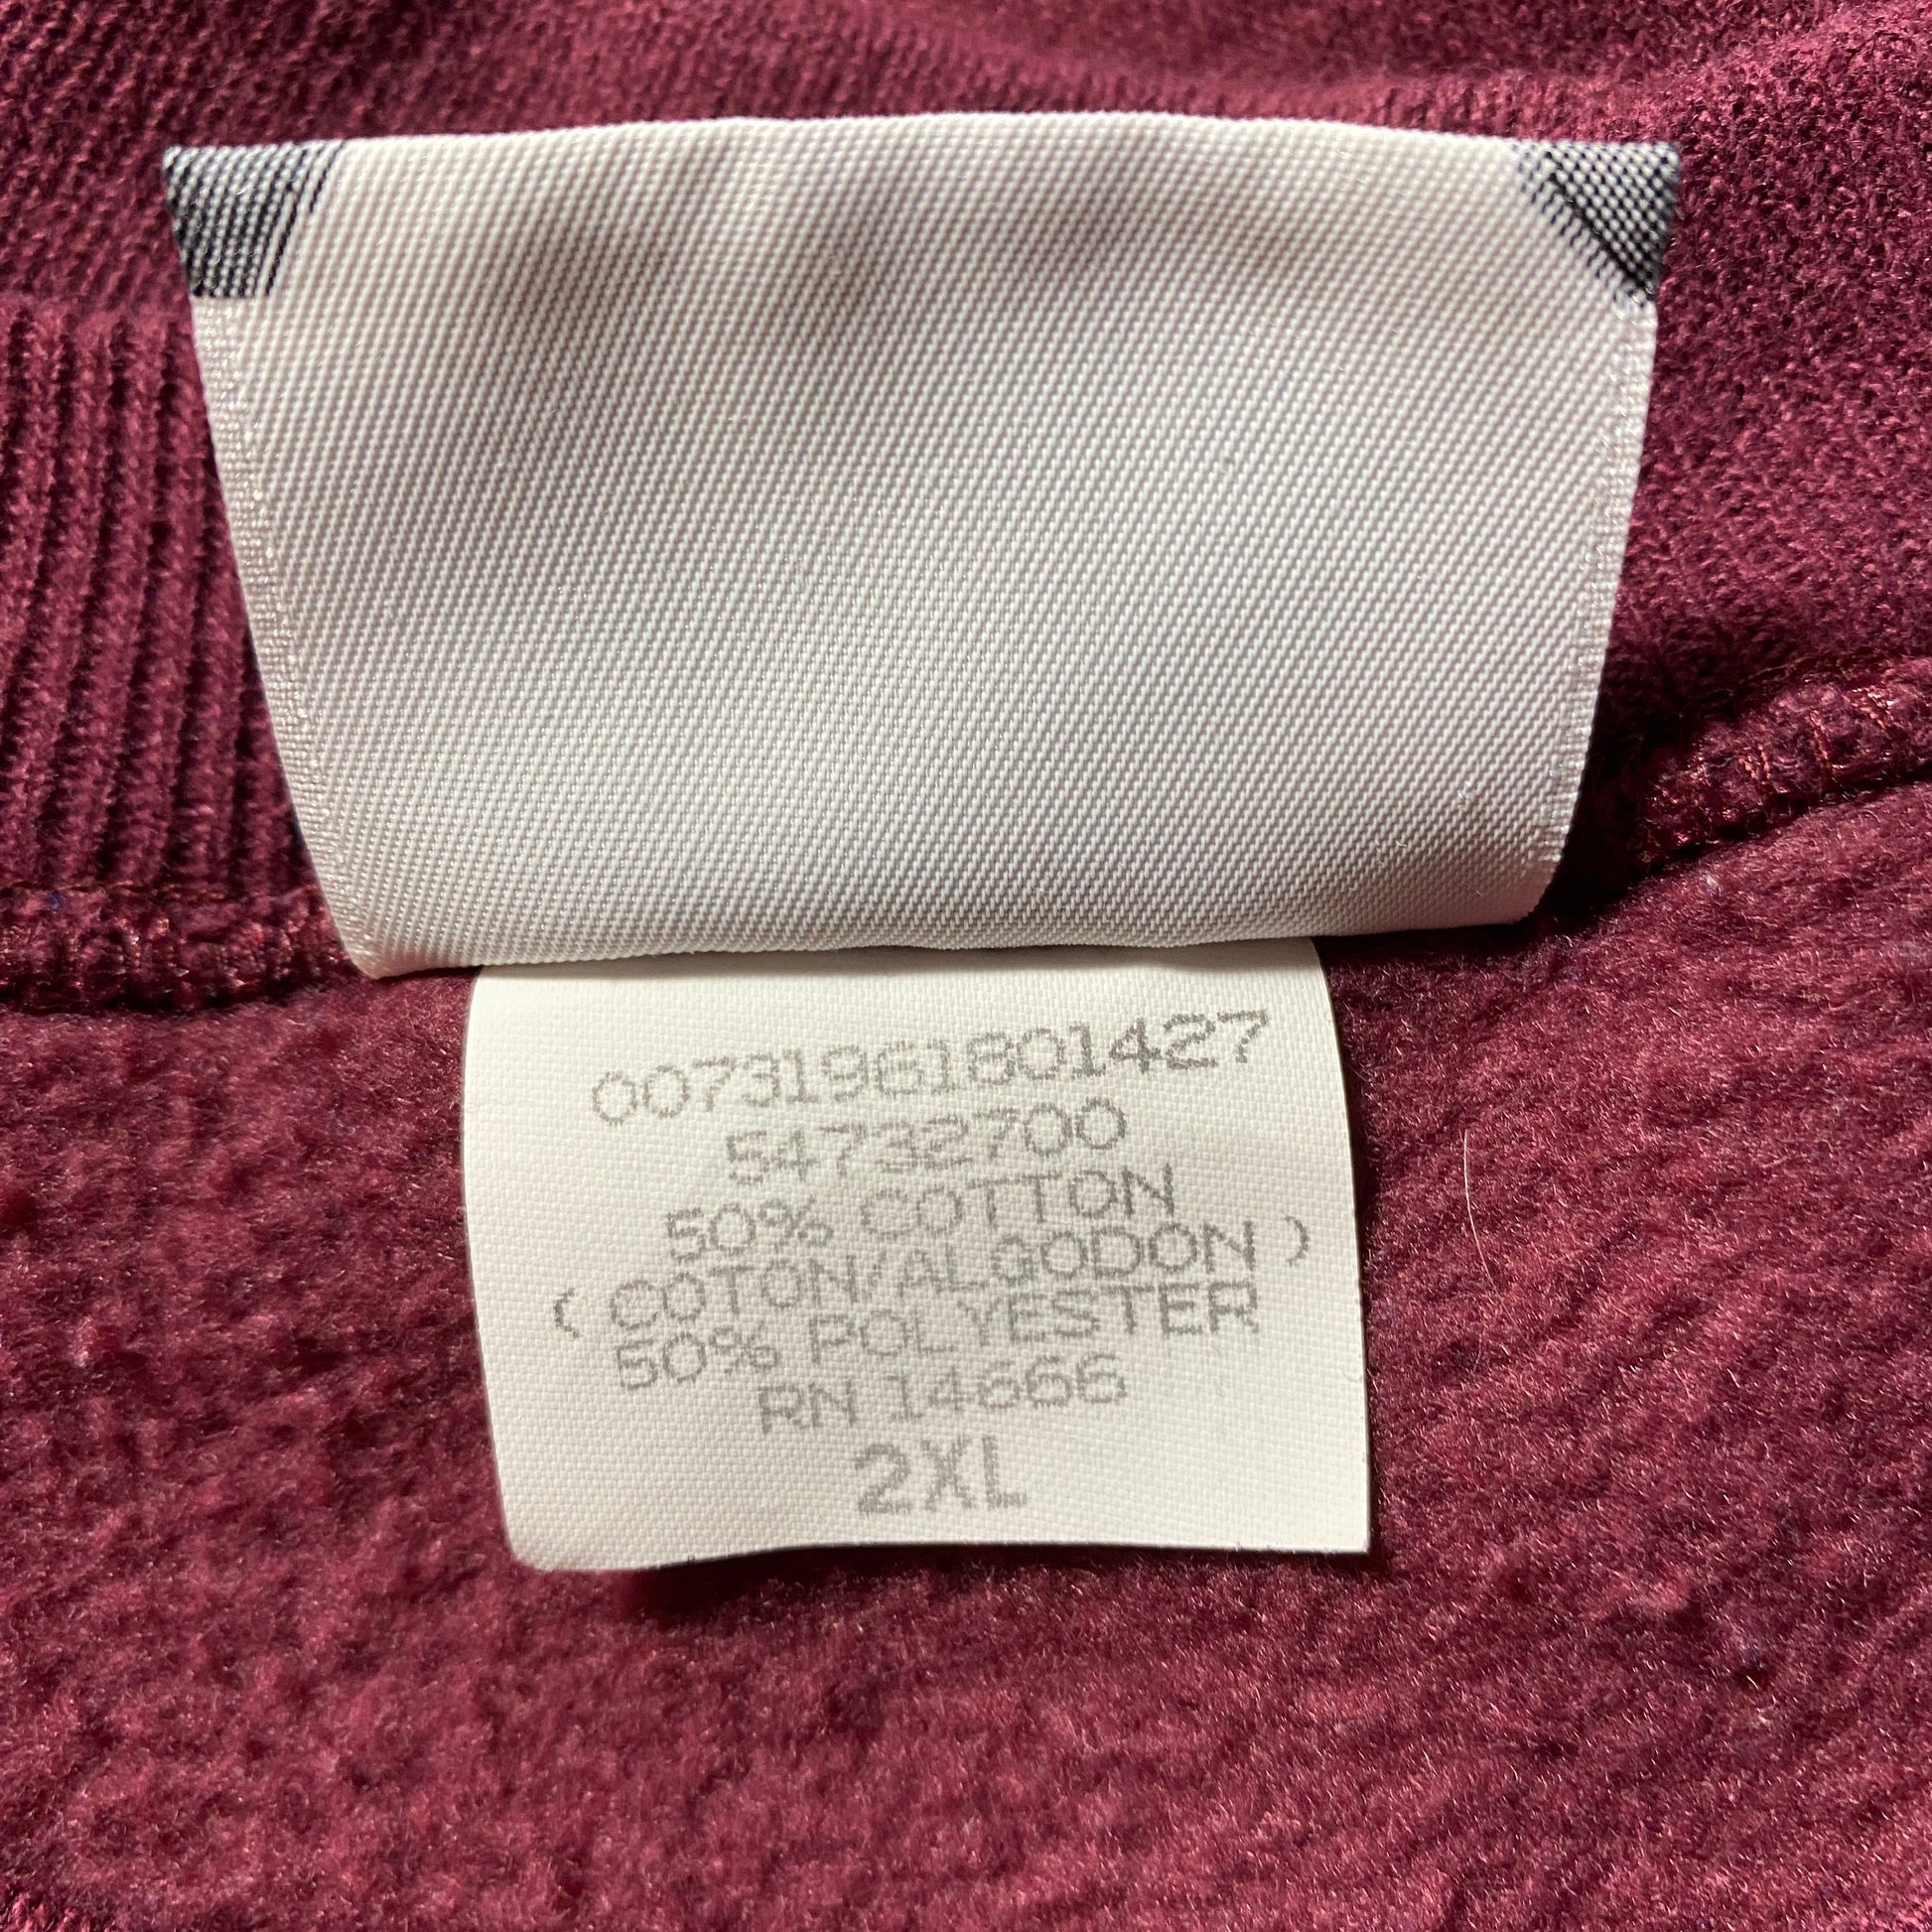 00731961801427
54732700
50% COTTON
( COTON/ALGODON )
50% POLYESTER
RN 14666
2XL